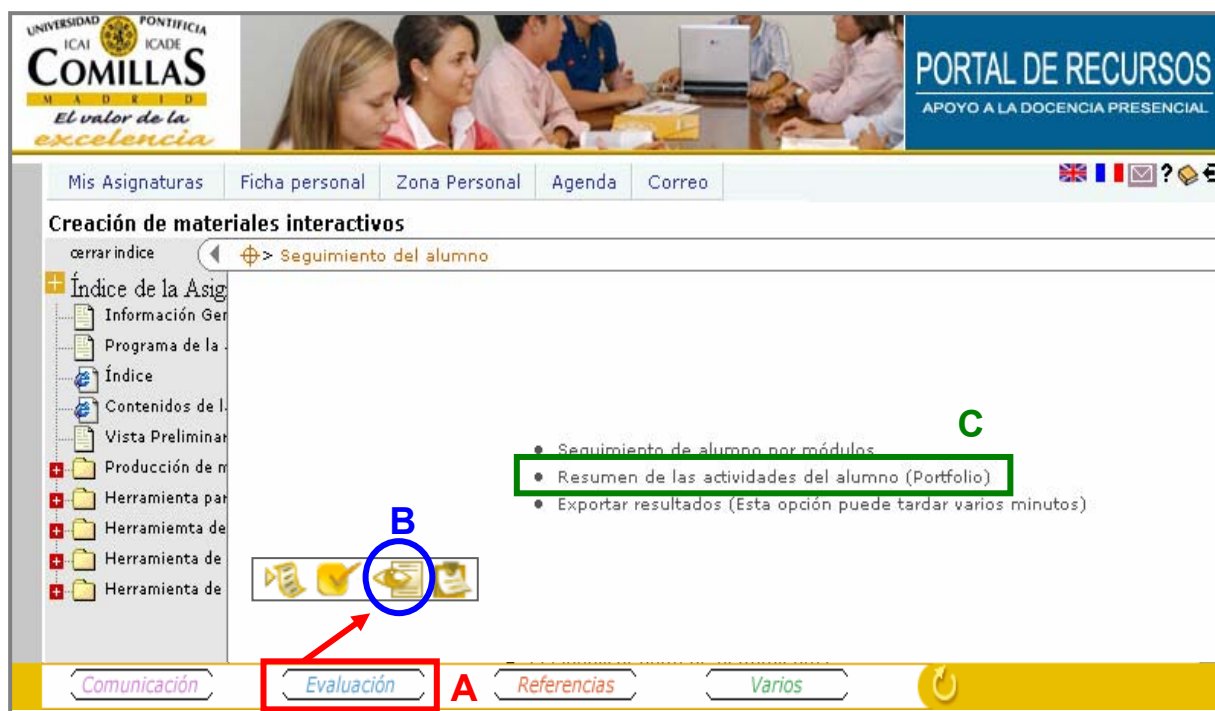 UNIVERSIDAD PONTIFICIA
ICAI ICADE
COMILLAS
MADRID
El valor de la
excelencia
PORTAL DE RECURSOS
APOYO A LA DOCENCIA PRESENCIAL
Mis Asignaturas Ficha personal Zona Personal Agenda Correo ?
Creación de materiales interactivos
cerrar indice > Seguimiento del alumno
Índice de la Asig
Información Ger
Programa de la
Índice
Contenidos de l
Vista Preliminar
Producción de m
Herramienta par
Herramiemta de
Herramienta de
Herramienta de
C
Seguimiento de alumno por módulos
Resumen de las actividades del alumno (Portfolio)
Exportar resultados (Esta opción puede tardar varios minutos)
B
Comunicación Evaluación A Referencias Varios